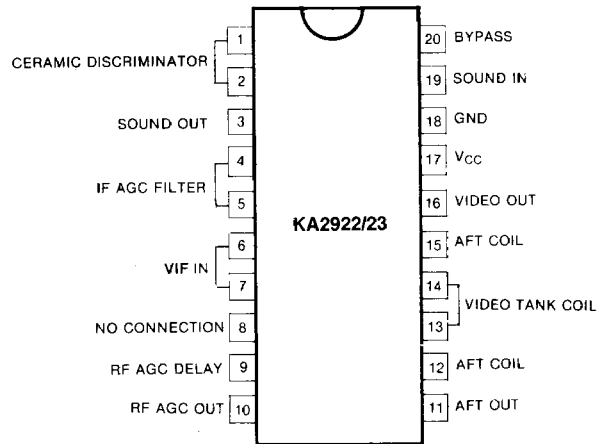 1 20 BYPASS
CERAMIC DISCRIMINATOR
2 19 SOUND IN
SOUND OUT 3 18 GND
4 17 VCC
IF AGC FILTER
5 16 VIDEO OUT
KA2922/23
6 15 AFT COIL
VIF IN
7 14
VIDEO TANK COIL
NO CONNECTION 8 13
RF AGC DELAY 9 12 AFT COIL
RF AGC OUT 10 11 AFT OUT